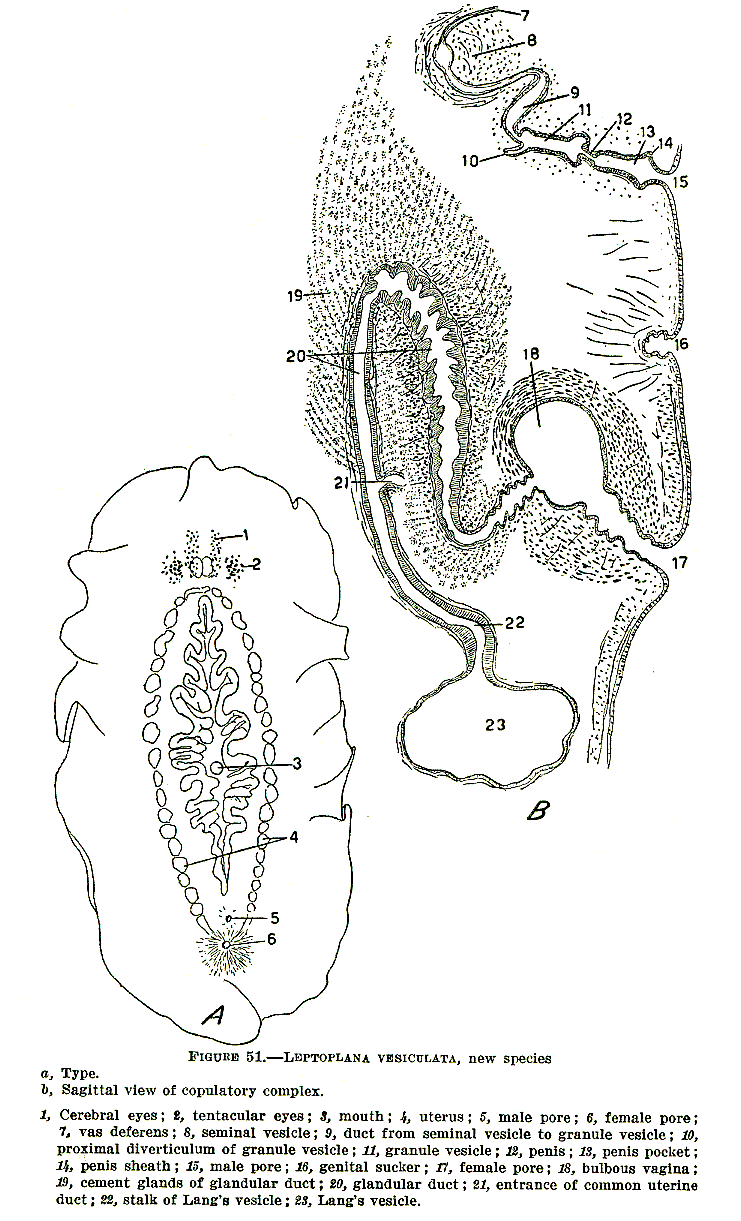 7
8
9
11
12
13
14
10
15
19
20
18
16
21
17
1
2
22
23
3
B
4
5
6
A
FIGURE 51.—LEPTOPLANA VESICULATA, new species
a, Type.
b, Sagittal view of copulatory complex.
1, Cerebral eyes; 2, tentacular eyes; 3, mouth; 4, uterus; 5, male pore; 6, female pore;
7, vas deferens; 8, seminal vesicle; 9, duct from seminal vesicle to granule vesicle; 10,
proximal diverticulum of granule vesicle; 11, granule vesicle; 12, penis; 13, penis pocket;
14, penis sheath; 15, male pore; 16, genital sucker; 17, female pore; 18, bulbous vagina;
19, cement glands of glandular duct; 20, glandular duct; 21, entrance of common uterine
duct; 22, stalk of Lang's vesicle; 23, Lang's vesicle.